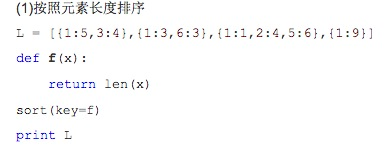 (1)按照元素长度排序
L = [{1:5,3:4},{1:3,6:3},{1:1,2:4,5:6},{1:9}]
def f(x):
    return len(x)
sort(key=f)
print L